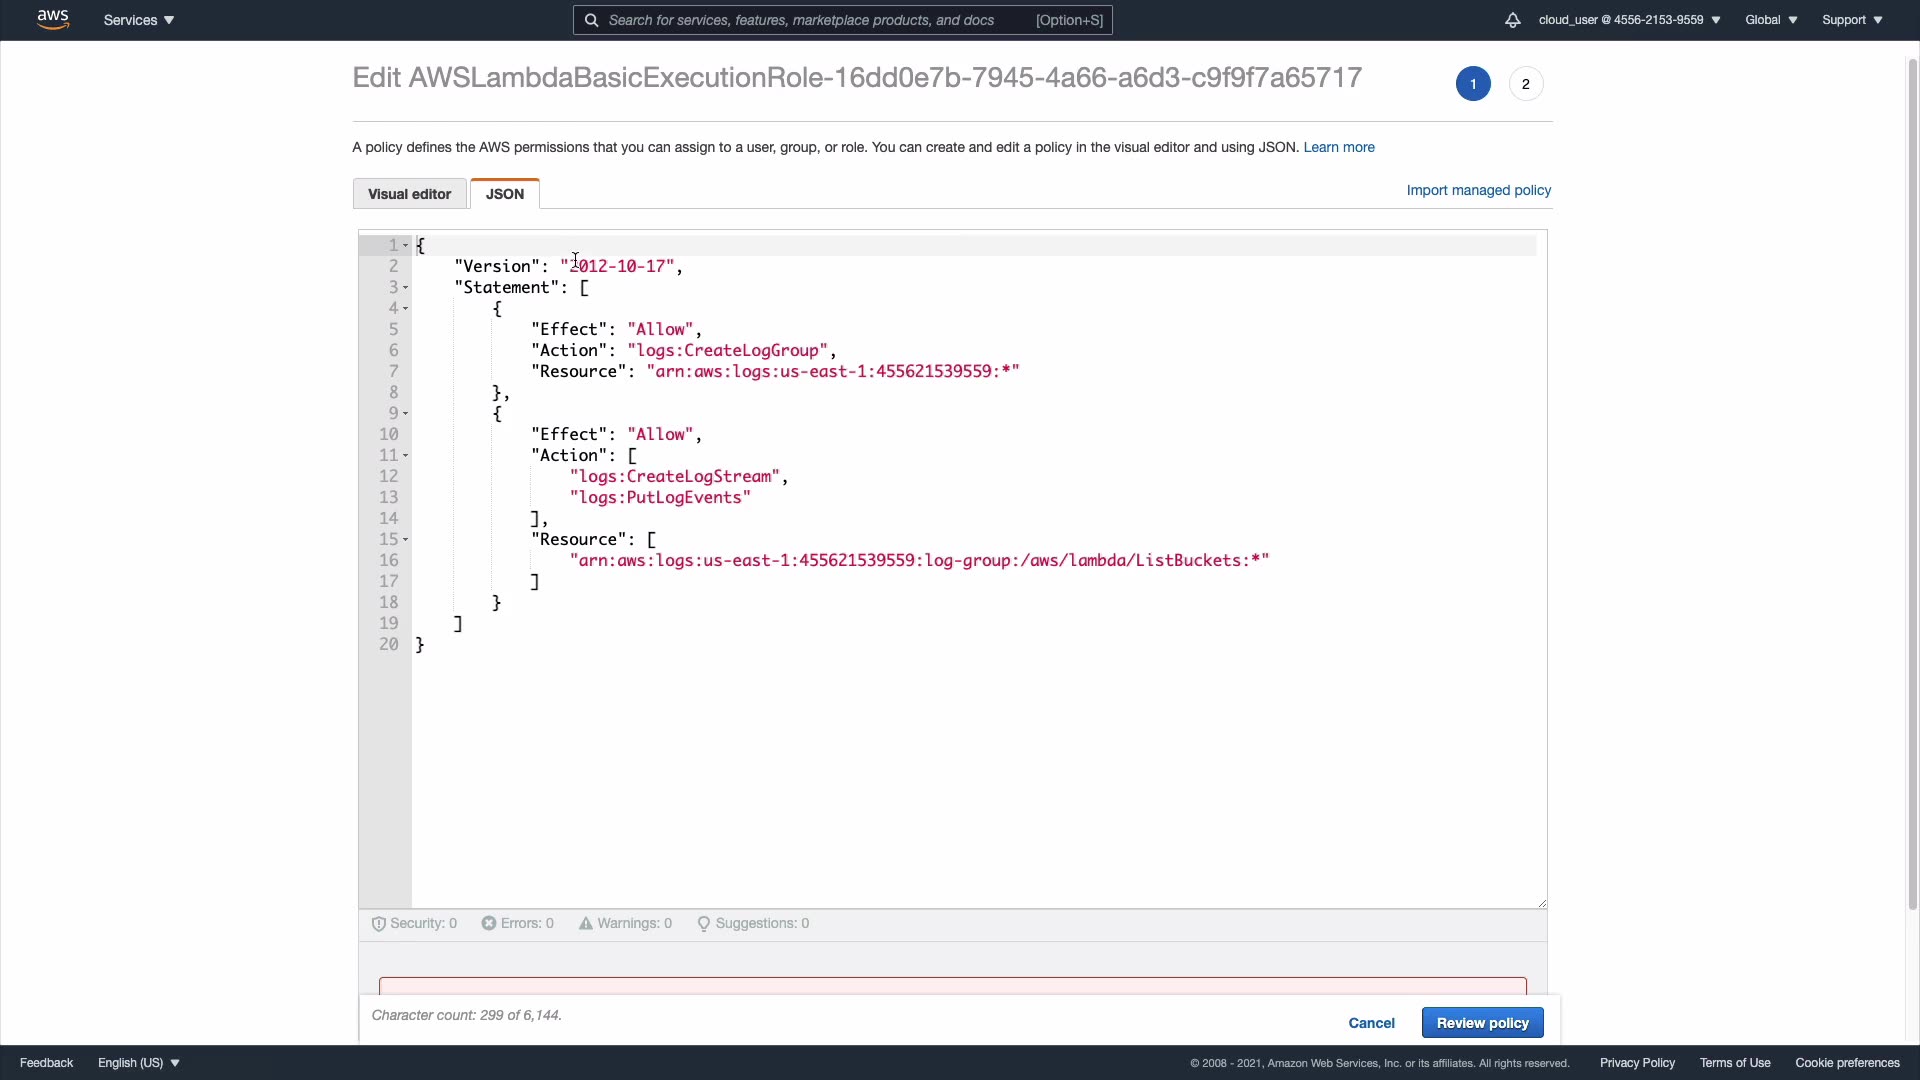 aws Services Search for services, features, marketplace products, and docs [Option+S] cloud_user @ 4556-2153-9559 Global Support
Edit AWSLambdaBasicExecutionRole-16dd0e7b-7945-4a66-a6d3-c9f9f7a65717 1 2
A policy defines the AWS permissions that you can assign to a user, group, or role. You can create and edit a policy in the visual editor and using JSON. Learn more
Visual editor JSON Import managed policy
1 {
2 "Version": "2012-10-17",
3 "Statement": [
4 {
5 "Effect": "Allow",
6 "Action": "logs:CreateLogGroup",
7 "Resource": "arn:aws:logs:us-east-1:455621539559:*"
8 },
9 {
10 "Effect": "Allow",
11 "Action": [
12 "logs:CreateLogStream",
13 "logs:PutLogEvents"
14 ],
15 "Resource": [
16 "arn:aws:logs:us-east-1:455621539559:log-group:/aws/lambda/ListBuckets:*"
17 ]
18 }
19 ]
20 }
Security: 0 Errors: 0 Warnings: 0 Suggestions: 0
Character count: 299 of 6,144.
Cancel Review policy
Feedback English (US) © 2008 - 2021, Amazon Web Services, Inc. or its affiliates. All rights reserved. Privacy Policy Terms of Use Cookie preferences